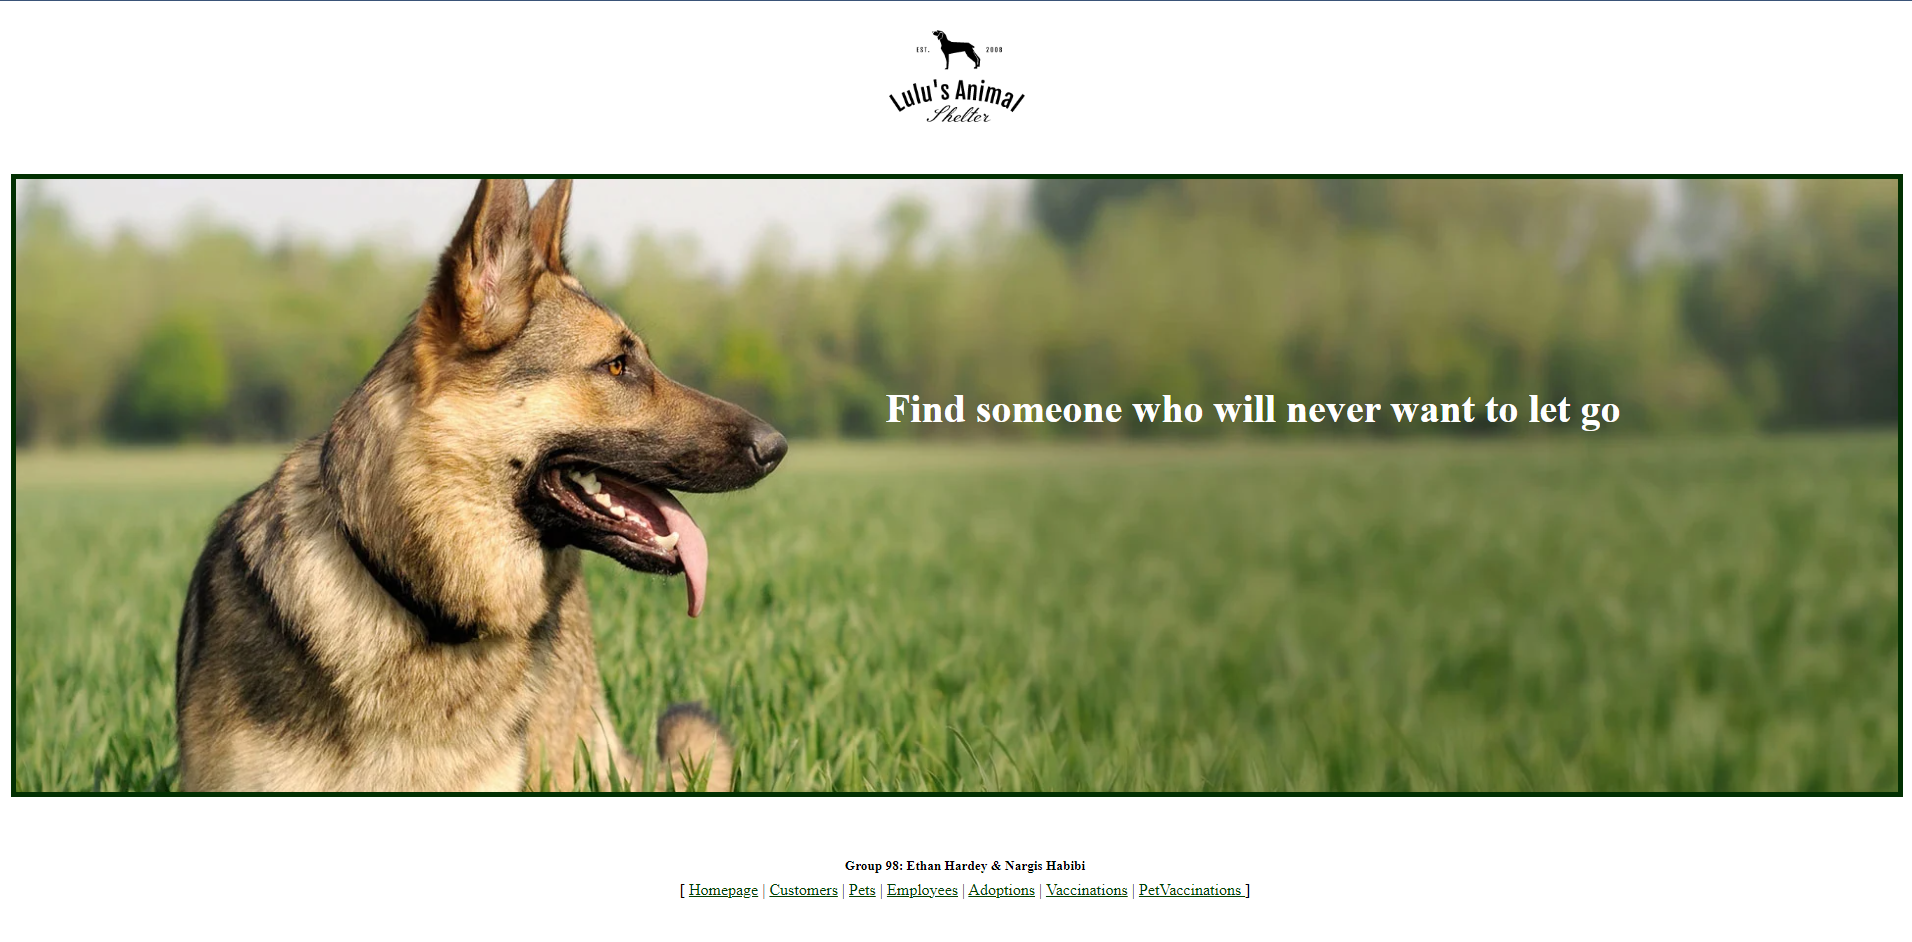 EST. 2008
Lulu's Animal
Shelter
Find someone who will never want to let go
Group 98: Ethan Hardey & Nargis Habibi
[ Homepage | Customers | Pets | Employees | Adoptions | Vaccinations | PetVaccinations ]